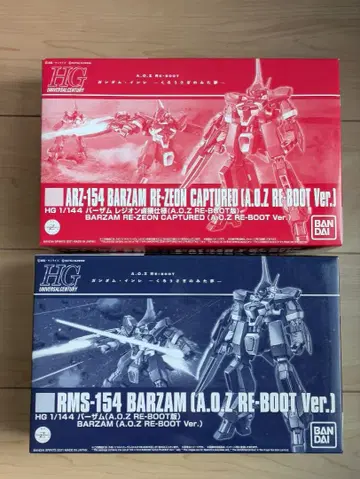 HG
UNIVERSAL CENTURY
A.O.Z Re-BOOT
ガンダム・インレ ―くろうさぎのみた夢―
ARZ-154 BARZAM RE-ZEON CAPTURED (A.O.Z RE-BOOT Ver.)
HG 1/144 バーザム レジオン鹵獲仕様(A.O.Z RE-BOOT版)
BARZAM RE-ZEON CAPTURED (A.O.Z RE-BOOT Ver.)
BAN
DAI
HG
UNIVERSAL CENTURY
A.O.Z Re-BOOT
ガンダム・インレ ―くろうさぎのみた夢―
RMS-154 BARZAM (A.O.Z RE-BOOT Ver.)
HG 1/144 バーザム(A.O.Z RE-BOOT版)
BARZAM (A.O.Z RE-BOOT Ver.)
BAN
DAI